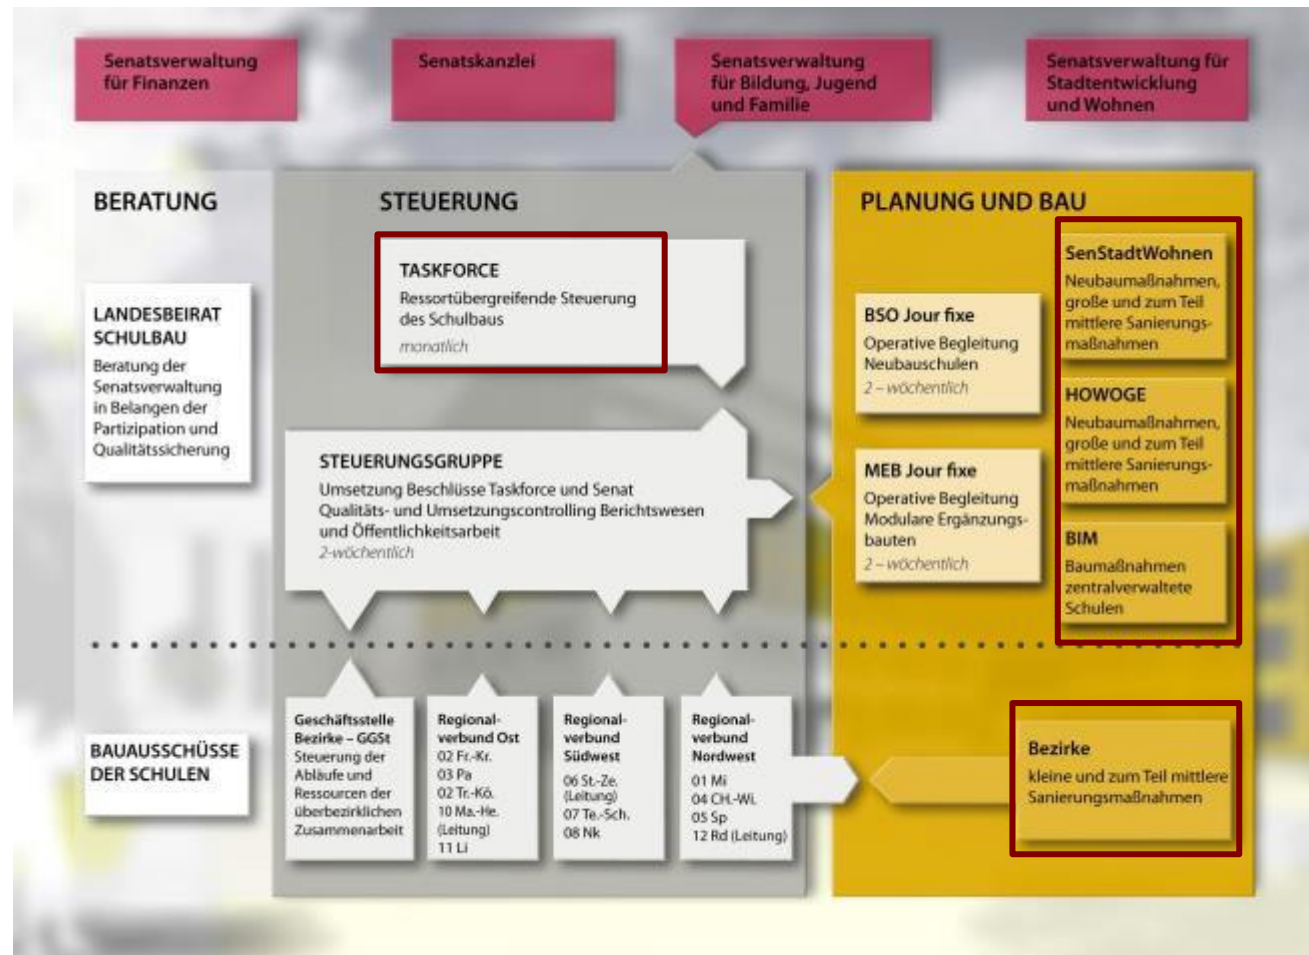 Senatsverwaltung
für Finanzen
Senatskanzlei
Senatsverwaltung
für Bildung, Jugend
und Familie
Senatsverwaltung für
Stadtentwicklung
und Wohnen
BERATUNG
LANDESBEIRAT
SCHULBAU
Beratung der
Senatsverwaltung
in Belangen der
Partizipation und
Qualitätssicherung
STEUERUNG
TASKFORCE
Ressortübergreifende Steuerung
des Schulbaus
monatlich
STEUERUNGSGRUPPE
Umsetzung Beschlüsse Taskforce und Senat
Qualitäts- und Umsetzungscontrolling Berichtswesen
und Öffentlichkeitsarbeit
2-wöchentlich
PLANUNG UND BAU
BSO Jour fixe
Operative Begleitung
Neubauschulen
2 – wöchentlich
MEB Jour fixe
Operative Begleitung
Modulare Ergänzungs-
bauten
2 – wöchentlich
SenStadtWohnen
Neubaumaßnahmen,
große und zum Teil
mittlere Sanierungs-
maßnahmen
HOWOGE
Neubaumaßnahmen,
große und zum Teil
mittlere Sanierungs-
maßnahmen
BIM
Baumaßnahmen
zentralverwaltete
Schulen
BAUAUSSCHÜSSE
DER SCHULEN
Geschäftsstelle
Bezirke – GGSt
Steuerung der
Abläufe und
Ressourcen der
überbezirklichen
Zusammenarbeit
Regional-
verbund Ost
02 Fr.-Kr.
03 Pa
02 Tr.-Kö.
10 Ma.-He.
(Leitung)
11 Li
Regional-
verbund
Südwest
06 St.-Ze.
(Leitung)
07 Te.-Sch.
08 Nk
Regional-
verbund
Nordwest
01 Mi
04 CH.-Wi.
05 Sp
12 Rd (Leitung)
Bezirke
kleine und zum Teil mittlere
Sanierungsmaßnahmen